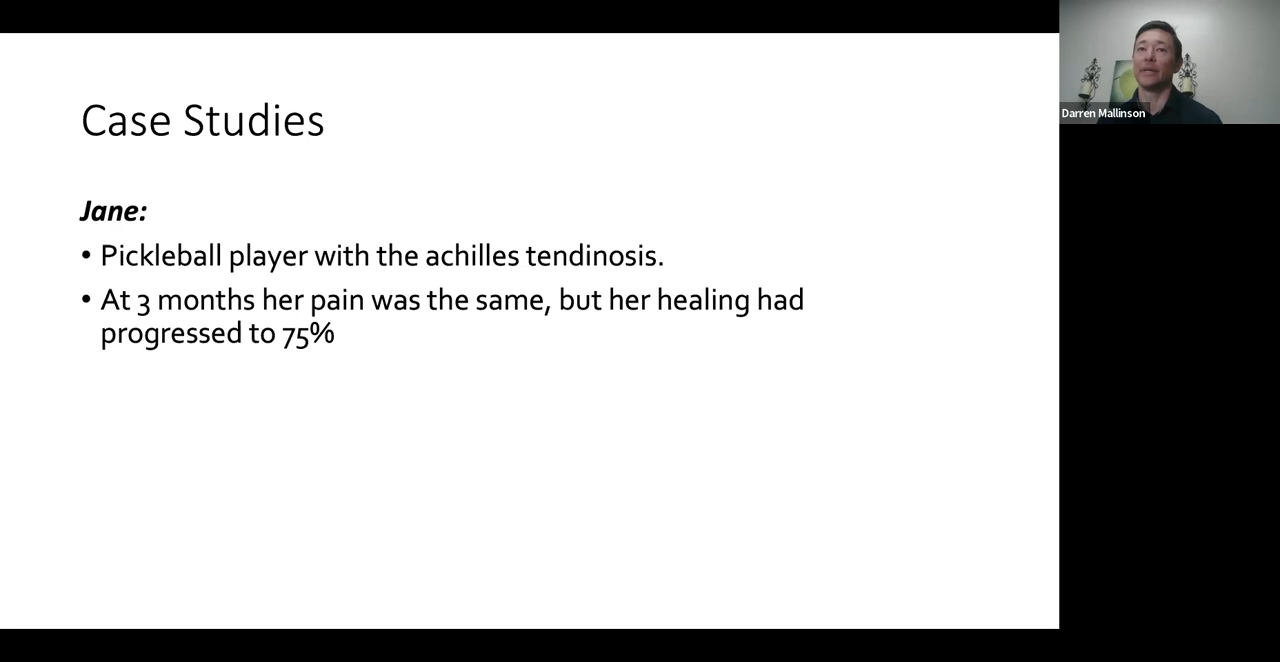 Case Studies
Jane:
• Pickleball player with the achilles tendinosis.
• At 3 months her pain was the same, but her healing had
progressed to 75%
Darren Mallinson